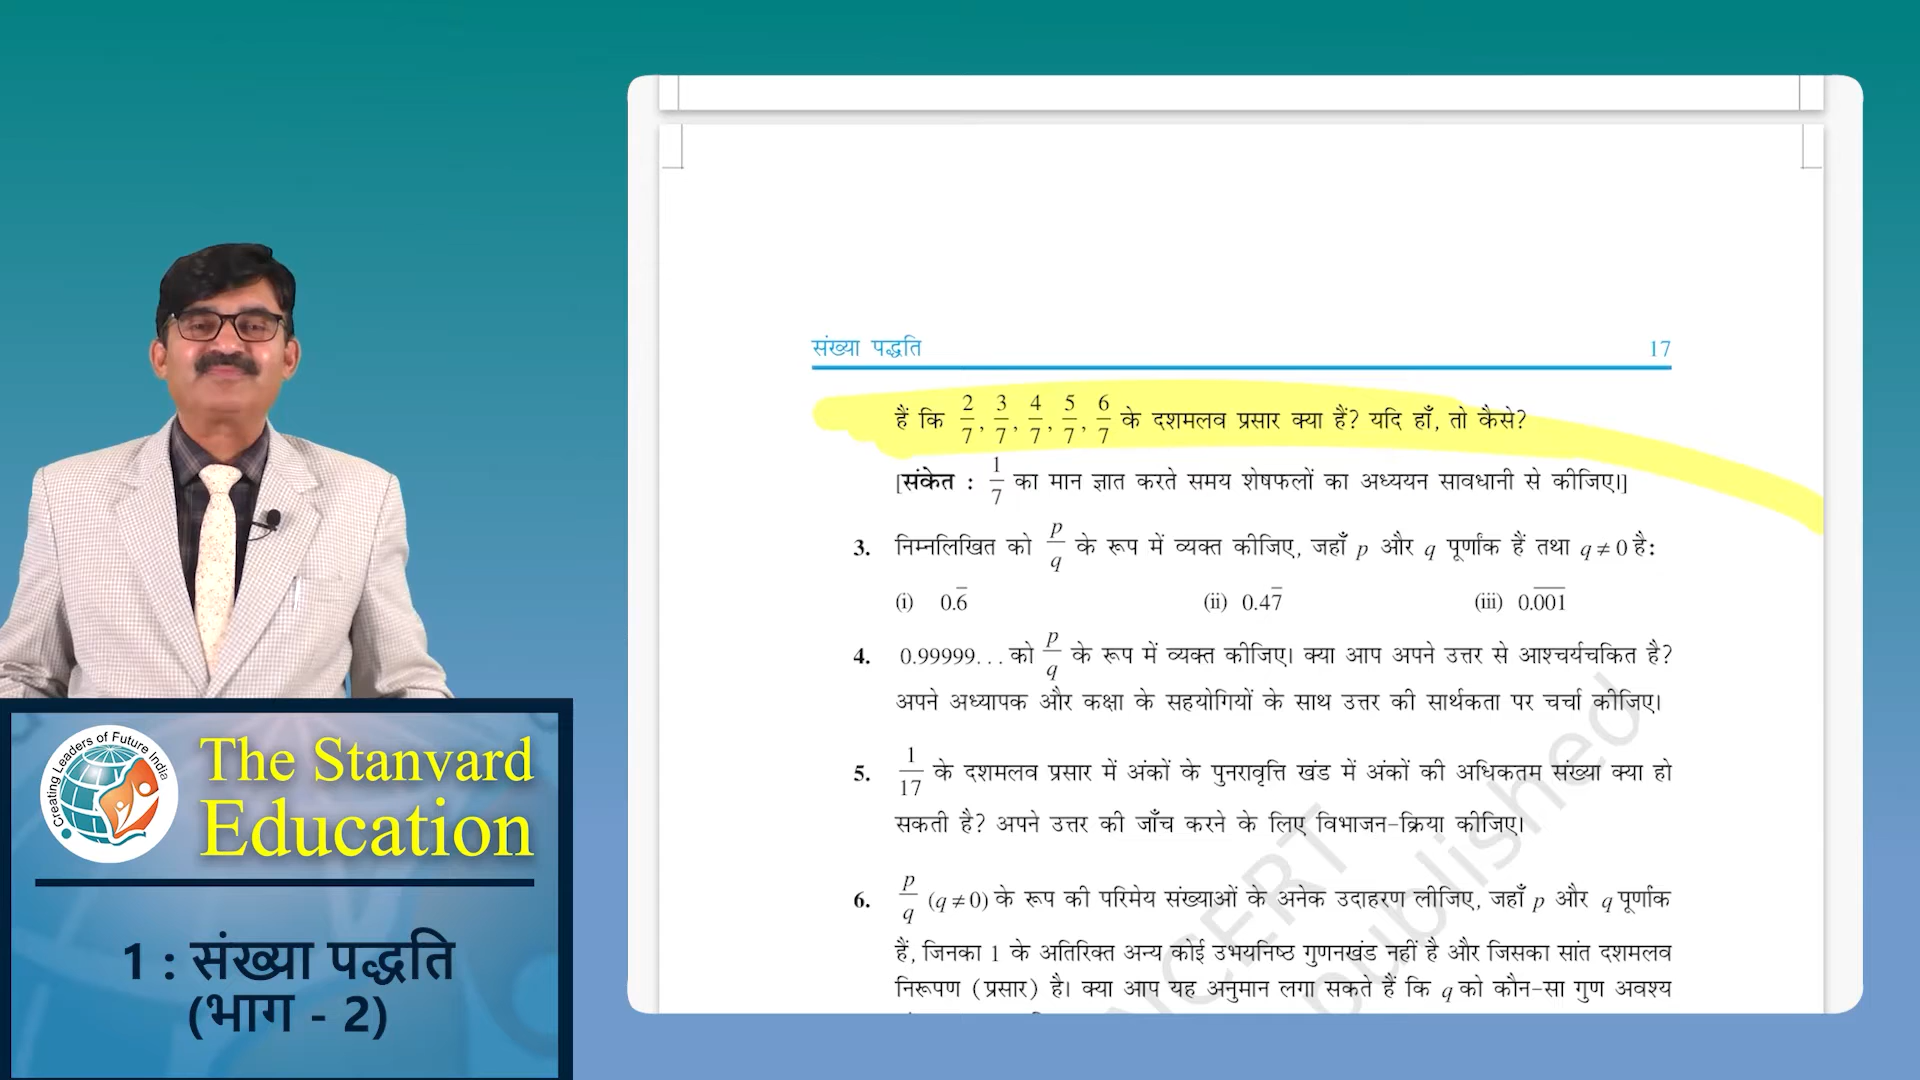 संख्या पद्धति 17
हैं कि 2/7, 3/7, 4/7, 5/7, 6/7 के दशमलव प्रसार क्या हैं? यदि हाँ, तो कैसे?
[संकेत : 1/7 का मान ज्ञात करते समय शेषफलों का अध्ययन सावधानी से कीजिए।]
3. निम्नलिखित को p/q के रूप में व्यक्त कीजिए, जहाँ p और q पूर्णांक हैं तथा q ≠ 0 है:
(i) 0.6̅ (ii) 0.47̅ (iii) 0.0̅0̅1̅
4. 0.99999... को p/q के रूप में व्यक्त कीजिए। क्या आप अपने उत्तर से आश्चर्यचकित है?
अपने अध्यापक और कक्षा के सहयोगियों के साथ उत्तर की सार्थकता पर चर्चा कीजिए।
5. 1/17 के दशमलव प्रसार में अंकों के पुनरावृत्ति खंड में अंकों की अधिकतम संख्या क्या हो
सकती है? अपने उत्तर की जाँच करने के लिए विभाजन-क्रिया कीजिए।
6. p/q (q ≠ 0) के रूप की परिमेय संख्याओं के अनेक उदाहरण लीजिए, जहाँ p और q पूर्णांक
हैं, जिनका 1 के अतिरिक्त अन्य कोई उभयनिष्ठ गुणनखंड नहीं है और जिसका सांत दशमलव
निरूपण (प्रसार) है। क्या आप यह अनुमान लगा सकते हैं कि q को कौन-सा गुण अवश्य
NCERT
published
Creating Leaders of Future India
The Stanvard
Education
1 : संख्या पद्धति
(भाग - 2)